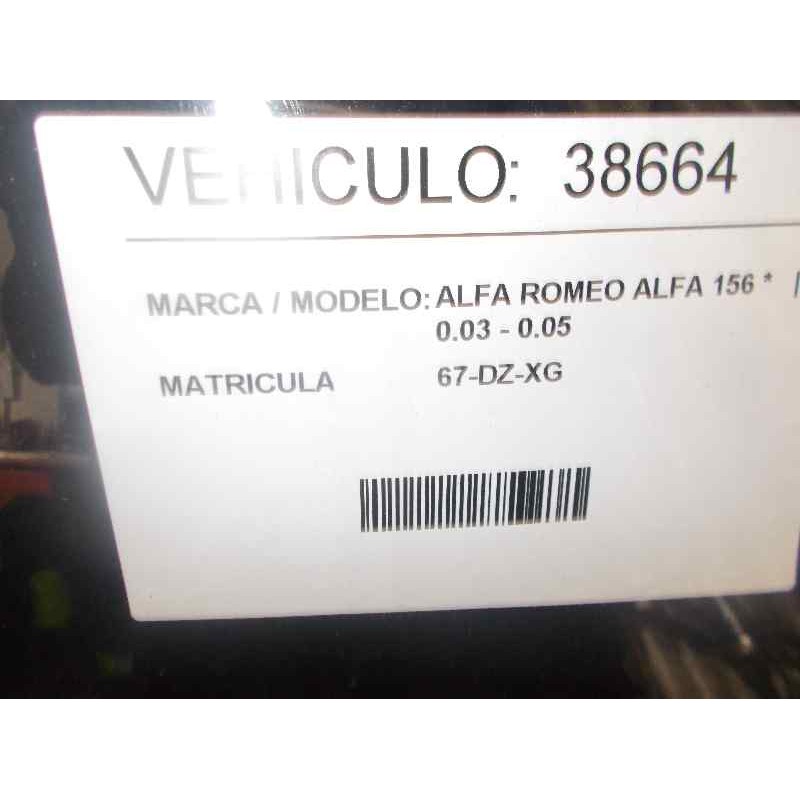 VEHICULO: 38664
MARCA / MODELO: ALFA ROMEO ALFA 156 *
0.03 - 0.05
MATRICULA 67-DZ-XG